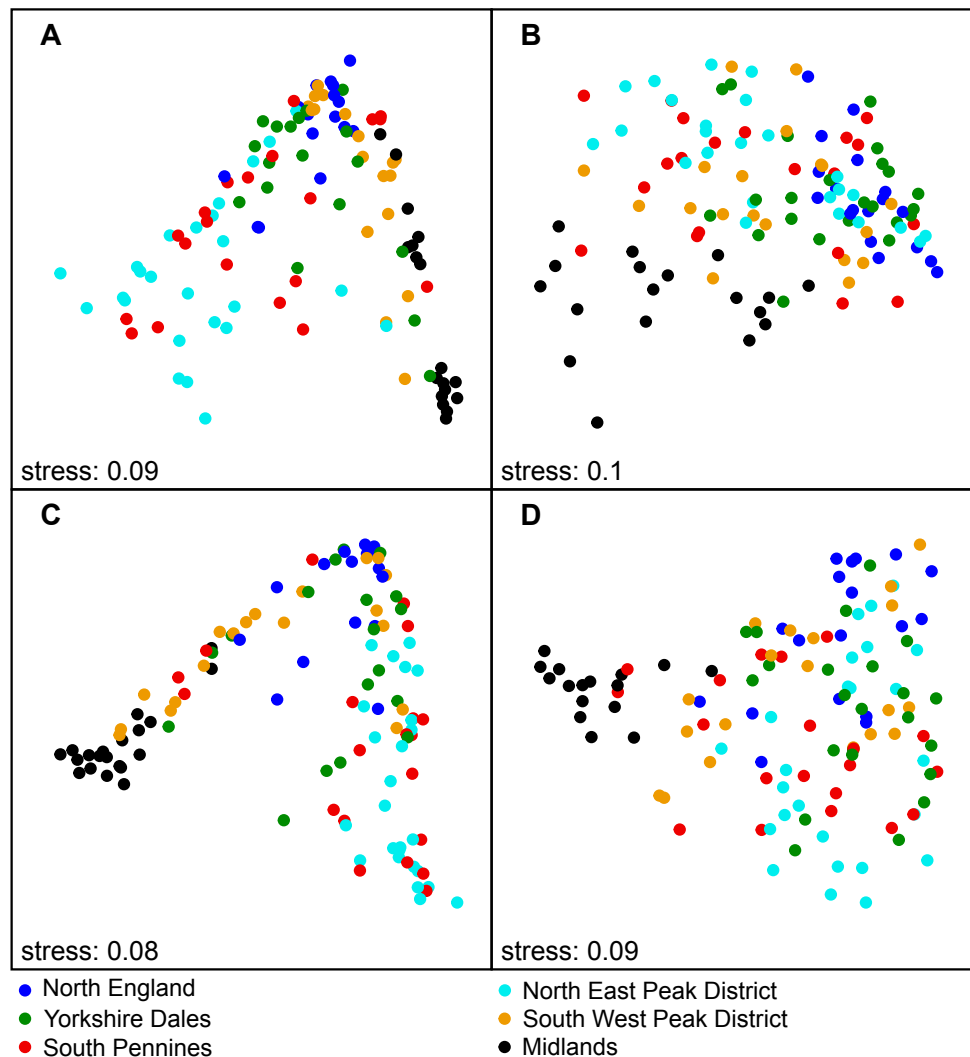 A
B
stress: 0.09
stress: 0.1
C
D
stress: 0.08
stress: 0.09
North England
North East Peak District
Yorkshire Dales
South West Peak District
South Pennines
Midlands